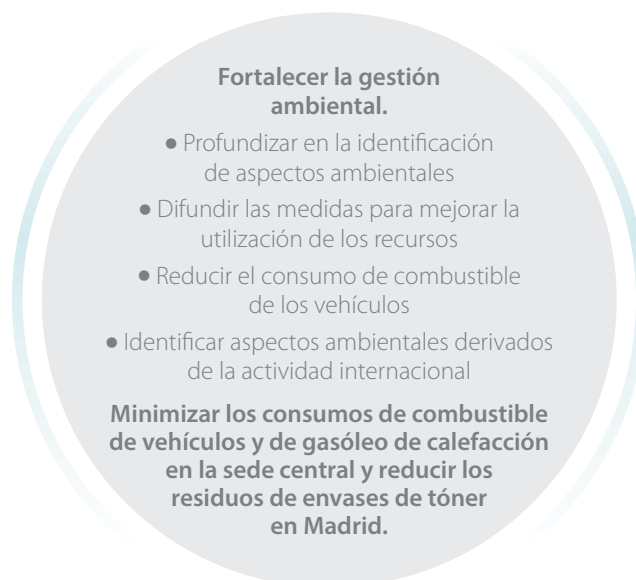 Fortalecer la gestión
ambiental.
● Profundizar en la identificación
de aspectos ambientales
● Difundir las medidas para mejorar la
utilización de los recursos
● Reducir el consumo de combustible
de los vehículos
● Identificar aspectos ambientales derivados
de la actividad internacional
Minimizar los consumos de combustible
de vehículos y de gasóleo de calefacción
en la sede central y reducir los
residuos de envases de tóner
en Madrid.